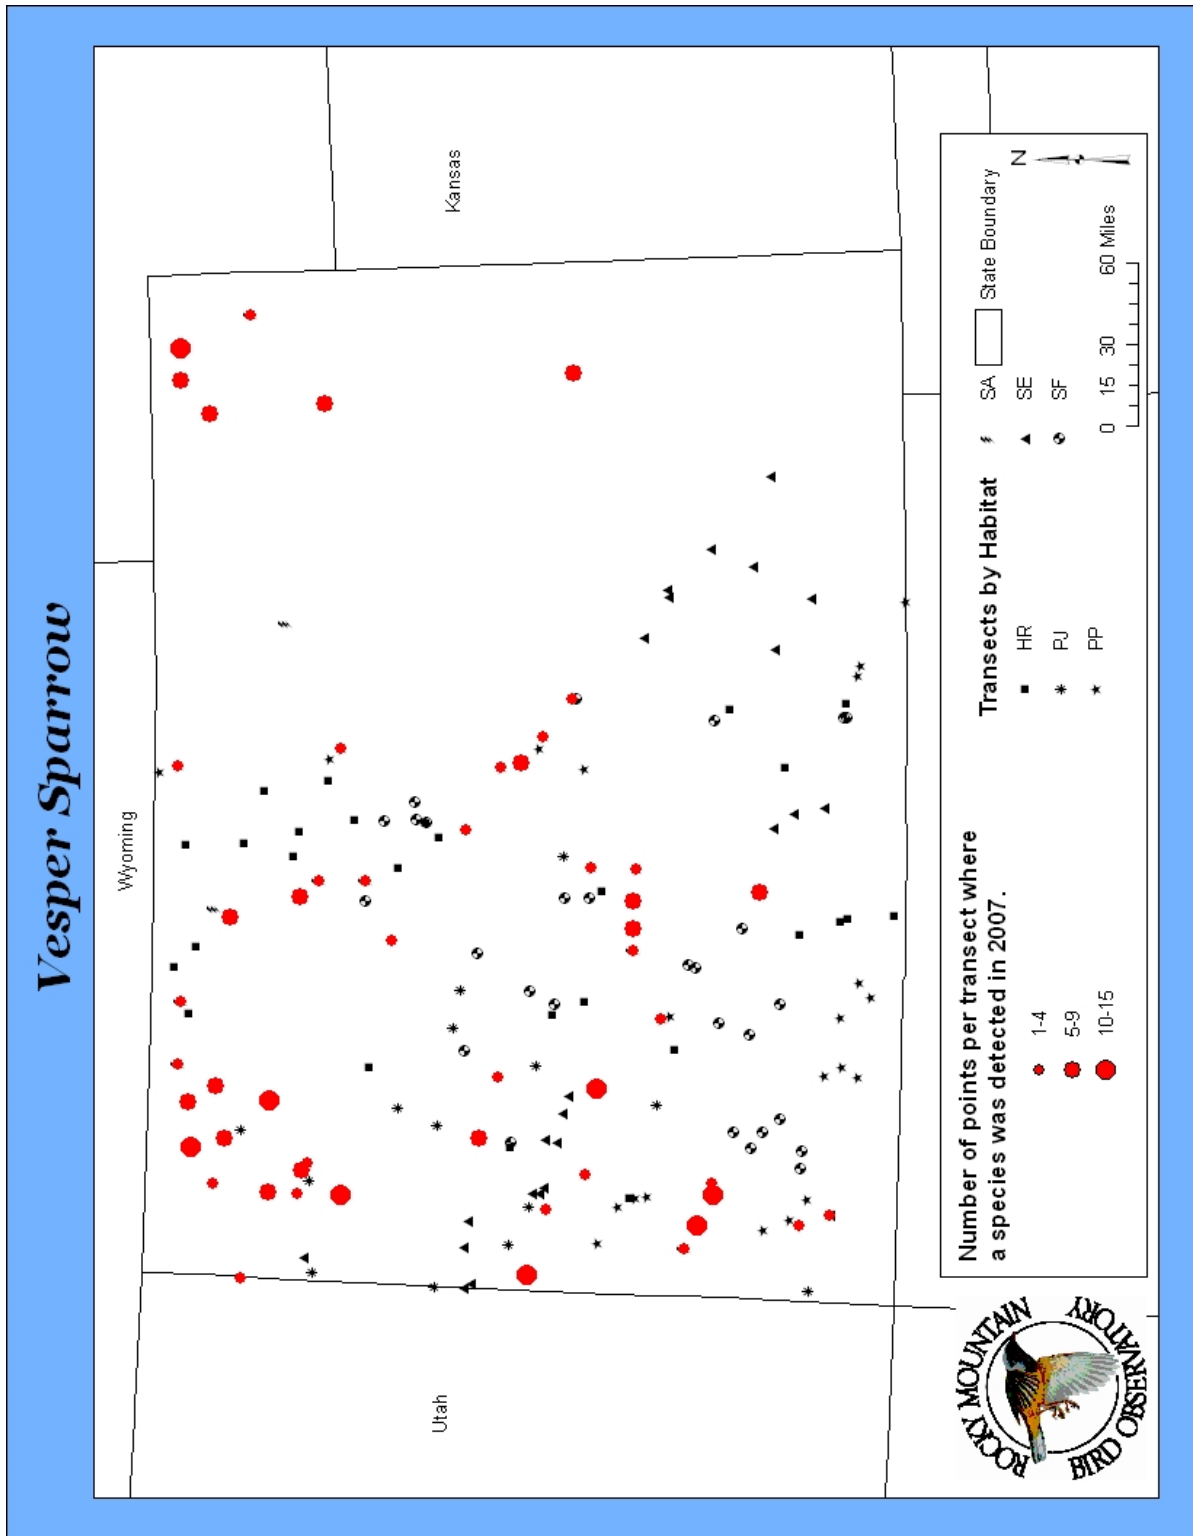 Vesper Sparrow
Wyoming
Utah
Kansas
Number of points per transect where
a species was detected in 2007.
1-4
5-9
10-15
Transects by Habitat
HR
PJ
PP
SA
SE
SF
State Boundary
N
0 15 30 60 Miles
ROCKY MOUNTAIN
BIRD OBSERVATORY